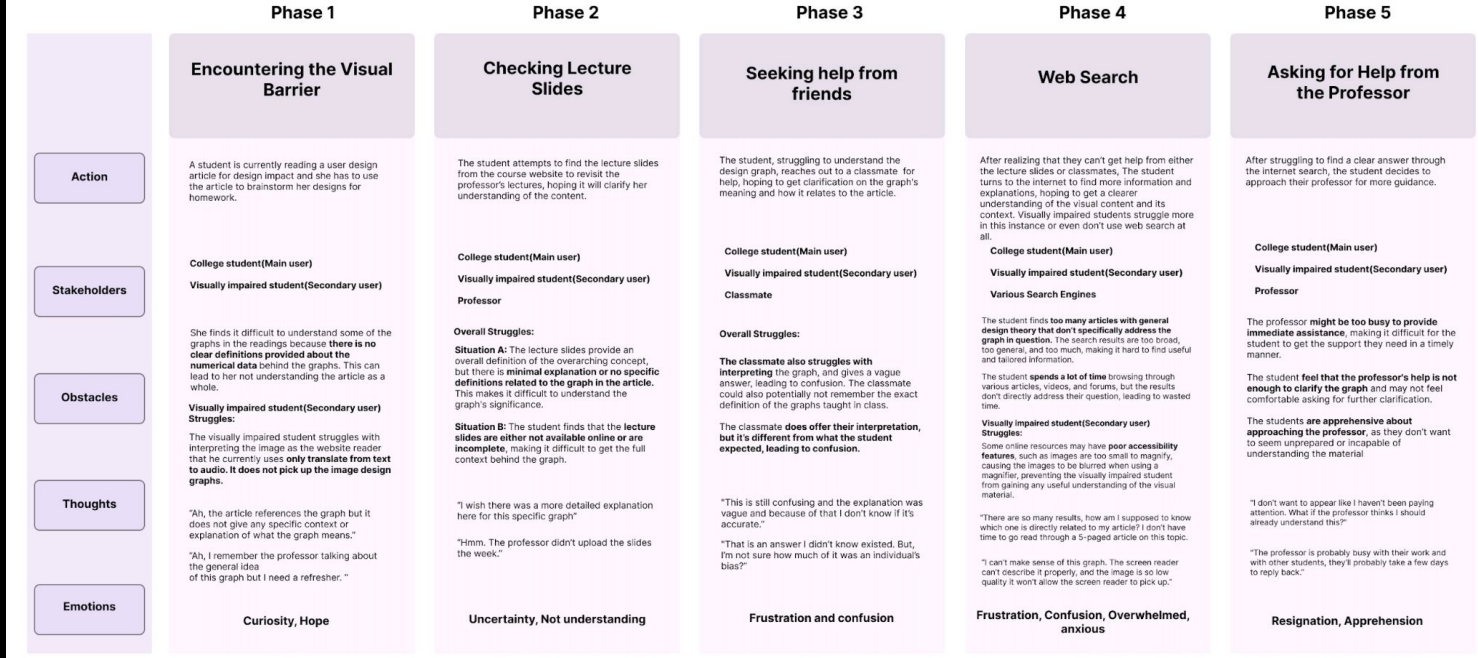 Phase 1
Phase 2
Phase 3
Phase 4
Phase 5
Encountering the Visual
Barrier
Checking Lecture
Slides
Seeking help from
friends
Web Search
Asking for Help from
the Professor
Action
A student is currently reading a user design
article for design impact and she has to use
the article to brainstorm her designs for
homework.
The student attempts to find the lecture slides
from the course website to revisit the
professor's lectures, hoping it will clarify her
understanding of the content.
The student, struggling to understand the
design graph, reaches out to a classmate for
help, hoping to get clarification on the graph's
meaning and how it relates to the article.
After realizing that they can't get help from either
the lecture slides or classmates, The student
turns to the internet to find more information and
explanations, hoping to get a clearer
understanding of the visual content and its
context. Visually impaired students struggle more
in this instance or even don't use web search at
all.
After struggling to find a clear answer through
the internet search, the student decides to
approach their professor for more guidance.
Stakeholders
College student(Main user)
Visually impaired student(Secondary user)
College student(Main user)
Visually impaired student(Secondary user)
Professor
College student(Main user)
Visually impaired student(Secondary user)
Classmate
College student(Main user)
Visually impaired student(Secondary user)
Various Search Engines
College student(Main user)
Visually impaired student(Secondary user)
Professor
Obstacles
She finds it difficult to understand some of the
graphs in the readings because there is no
clear definitions provided about the
numerical data behind the graphs. This can
lead to her not understanding the article as a
whole.
Visually impaired student(Secondary user)
Struggles:
The visually impaired student struggles with
interpreting the image as the website reader
that he currently uses only translate from text
to audio. It does not pick up the image design
graphs.
Overall Struggles:
Situation A: The lecture slides provide an
overall definition of the overarching concept,
but there is minimal explanation or no specific
definitions related to the graph in the article.
This makes it difficult to understand the
graph's significance.
Situation B: The student finds that the lecture
slides are either not available online or are
incomplete, making it difficult to get the full
context behind the graph.
Overall Struggles:
The classmate also struggles with
interpreting the graph, and gives a vague
answer, leading to confusion. The classmate
could also potentially not remember the exact
definition of the graphs taught in class.
The classmate does offer their interpretation,
but it's different from what the student
expected, leading to confusion.
The student finds too many articles with general
design theory that don't specifically address the
graph in question. The search results are too broad,
too general, and too much, making it hard to find useful
and tailored information.
The student spends a lot of time browsing through
various articles, videos, and forums, but the results
don't directly address their question, leading to wasted
time.
Visually impaired student(Secondary user)
Struggles:
Some online resources may have poor accessibility
features, such as images are too small to magnify,
causing the images to be blurred when using a
magnifier, preventing the visually impaired student
from gaining any useful understanding of the visual
material.
The professor might be too busy to provide
immediate assistance, making it difficult for the
student to get the support they need in a timely
manner.
The student feel that the professor's help is not
enough to clarify the graph and may not feel
comfortable asking for further clarification.
The students are apprehensive about
approaching the professor, as they don't want
to seem unprepared or incapable of
understanding the material
Thoughts
"Ah, the article references the graph but it
does not give any specific context or
explanation of what the graph means."
"Ah, I remember the professor talking about
the general idea
of this graph but I need a refresher. "
"I wish there was a more detailed explanation
here for this specific graph"
"Hmm. The professor didn't upload the slides
the week."
"This is still confusing and the explanation was
vague and because of that I don't know if it's
accurate."
"That is an answer I didn't know existed. But,
I'm not sure how much of it was an individual's
bias?"
"There are so many results, how am I supposed to know
which one is directly related to my article? I don't have
time to go read through a 5-paged article on this topic.
"I can't make sense of this graph. The screen reader
can't describe it properly, and the image is so low
quality it won't allow the screen reader to pick up."
"I don't want to appear like I haven't been paying
attention. What if the professor thinks I should
already understand this?"
"The professor is probably busy with their work and
with other students, they'll probably take a few days
to reply back."
Emotions
Curiosity, Hope
Uncertainty, Not understanding
Frustration and confusion
Frustration, Confusion, Overwhelmed,
anxious
Resignation, Apprehension